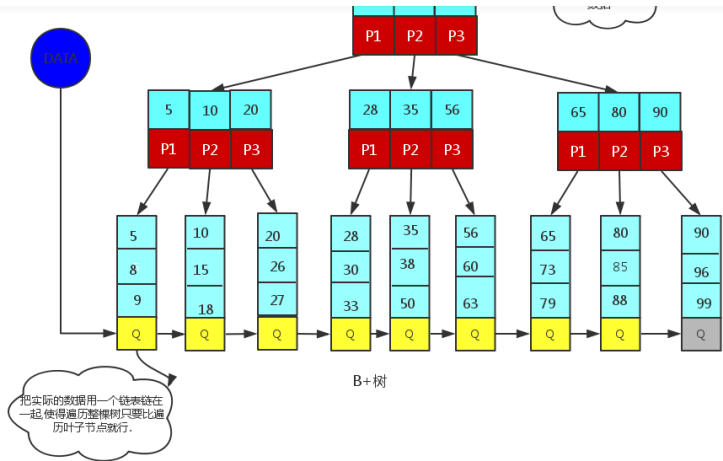 数据
P1 P2 P3
DATA
5 10 20 28 35 56 65 80 90
P1 P2 P3 P1 P2 P3 P1 P2 P3
5 10 20 28 35 56 65 80 90
8 15 26 30 38 60 73 85 96
9 18 27 33 50 63 79 88 99
Q Q Q Q Q Q Q Q Q
B+树
把实际的数据用一个链表链在
一起,使得遍历整棵树只要比遍
历叶子节点就行.